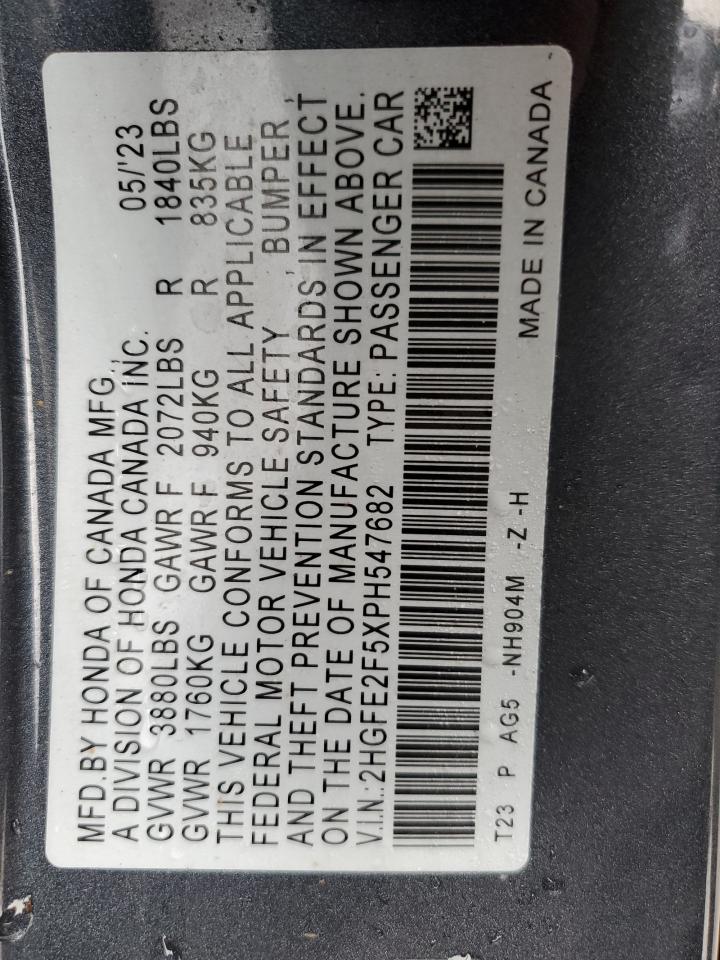 MFD.BY HONDA OF CANADA MFG.,
A DIVISION OF HONDA CANADA INC. 05/'23
GVWR 3880LBS GAWR F 2072LBS R 1840LBS
GVWR 1760KG GAWR F 940KG R 835KG
THIS VEHICLE CONFORMS TO ALL APPLICABLE
FEDERAL MOTOR VEHICLE SAFETY , BUMPER ,
AND THEFT PREVENTION STANDARDS IN EFFECT
ON THE DATE OF MANUFACTURE SHOWN ABOVE.
V.I.N.:2HGFE2F5XPH547682 TYPE: PASSENGER CAR
T23 P AG5 -NH904M -Z -H
MADE IN CANADA